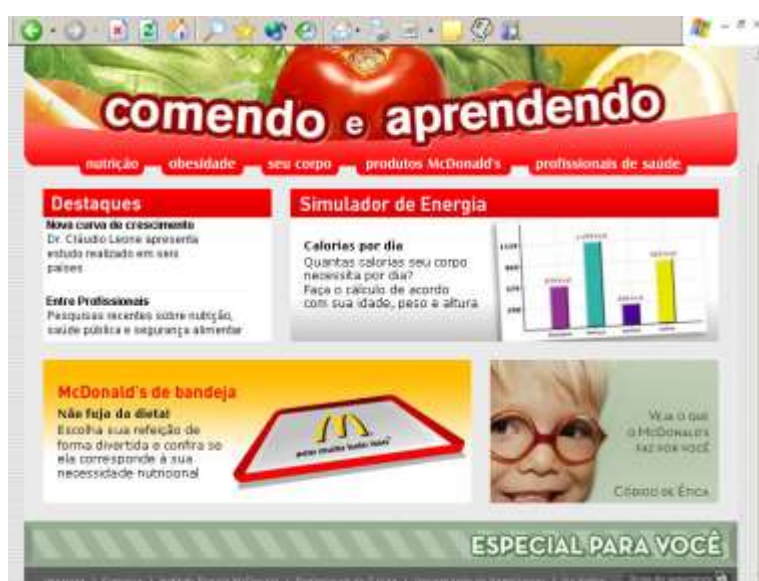 comendo e aprendendo
nutrição obesidade seu corpo produtos McDonald's profissionais de saúde
Destaques
Nova curva de crescimento
Dr. Cláudio Leone apresenta
estudo realizado em seis
países
Entre Profissionais
Pesquisas recentes sobre nutrição,
saúde pública e segurança alimentar
Simulador de Energia
Calorias por dia
Quantas calorias seu corpo
necessita por dia?
Faça o cálculo de acordo
com sua idade, peso e altura
McDonald's de bandeja
Não fuja da dieta!
Escolha sua refeição de
forma divertida e confira se
ela corresponde à sua
necessidade nutricional
amo muito tudo isso
VEJA O QUE
O MCDONALD'S
FAZ POR VOCÊ
CÓDIGO DE ÉTICA
ESPECIAL PARA VOCÊ